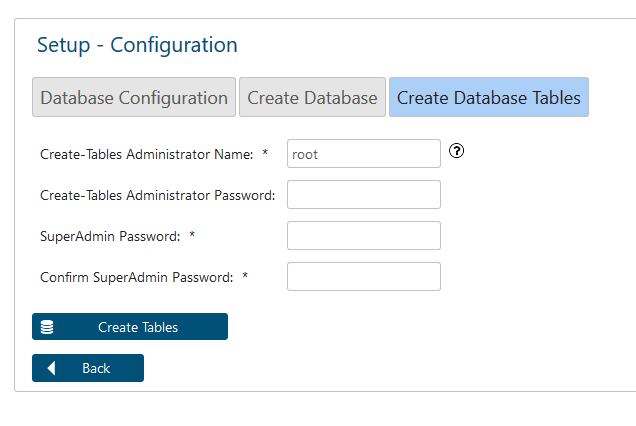 Setup - Configuration
Database Configuration Create Database Create Database Tables
Create-Tables Administrator Name: * root ?
Create-Tables Administrator Password:
SuperAdmin Password: *
Confirm SuperAdmin Password: *
Create Tables
Back